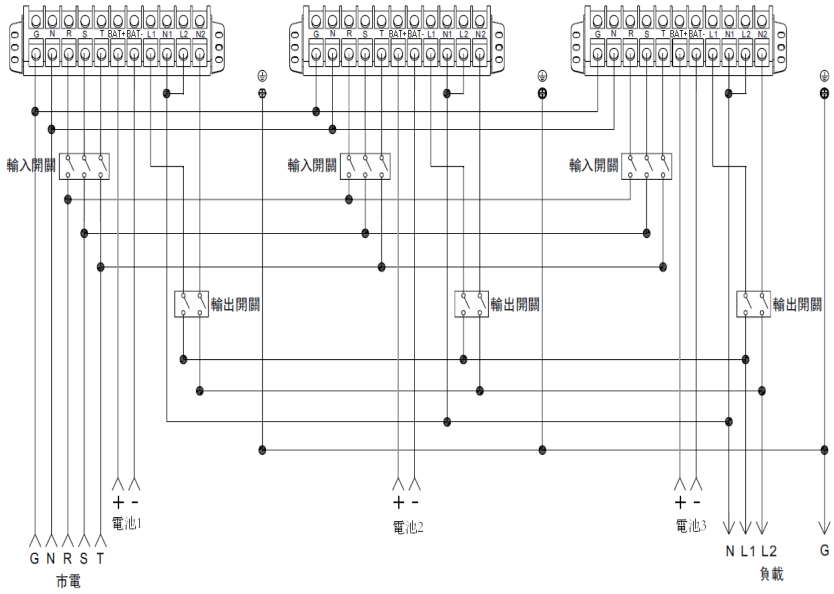 G N R S T BAT+ BAT- L1 N1 L2 N2
G N R S T BAT+ BAT- L1 N1 L2 N2
G N R S T BAT+ BAT- L1 N1 L2 N2
輸入開關
輸入開關
輸入開關
輸出開關
輸出開關
輸出開關
+ -
電池1
+ -
電池2
+ -
電池3
G N R S T
市電
N L1 L2
負載
G